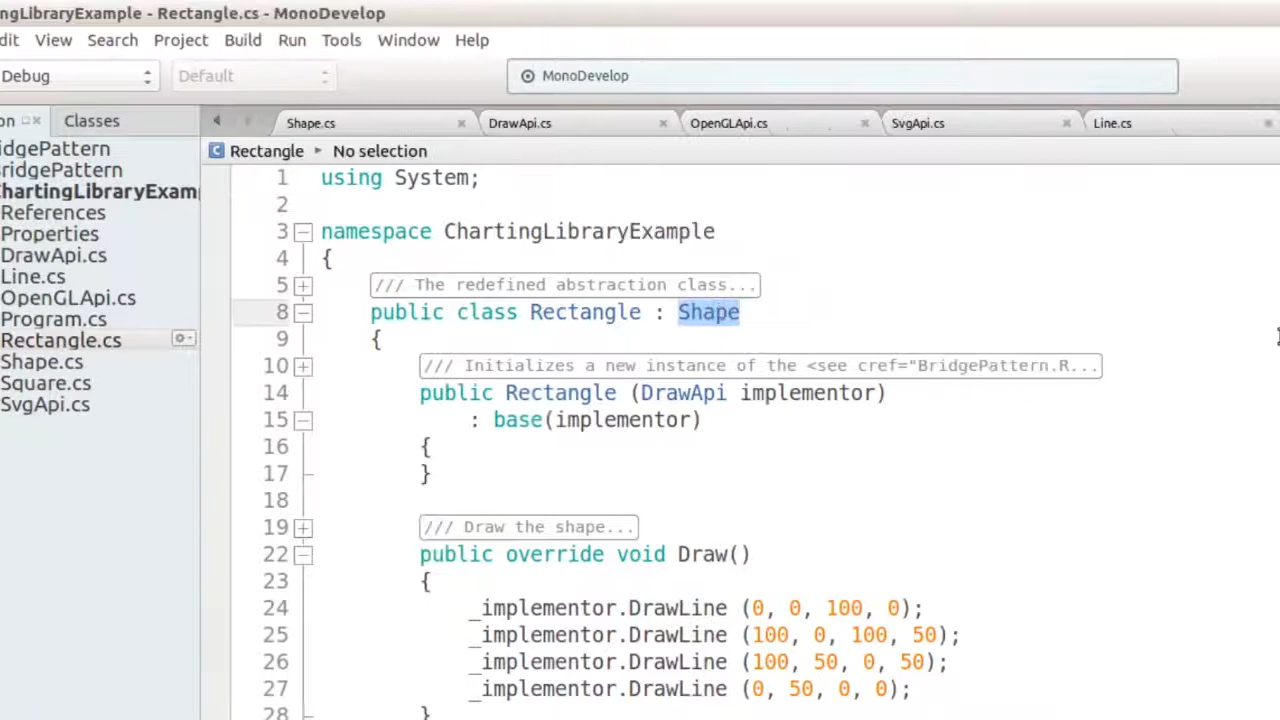 ngLibraryExample - Rectangle.cs - MonoDevelop
dit View Search Project Build Run Tools Window Help
Debug Default MonoDevelop
on Classes Shape.cs DrawApi.cs OpenGLApi.cs SvgApi.cs Line.cs
Rectangle No selection
idgePattern
ridgePattern
ChartingLibraryExam
References
Properties
DrawApi.cs
Line.cs
OpenGLApi.cs
Program.cs
Rectangle.cs
Shape.cs
Square.cs
SvgApi.cs
1 using System;
2
3 namespace ChartingLibraryExample
4 {
5 /// The redefined abstraction class...
8 public class Rectangle : Shape
9 {
10 /// Initializes a new instance of the <see cref="BridgePattern.R...
14 public Rectangle (DrawApi implementor)
15 : base(implementor)
16 {
17 }
18
19 /// Draw the shape...
22 public override void Draw()
23 {
24 _implementor.DrawLine (0, 0, 100, 0);
25 _implementor.DrawLine (100, 0, 100, 50);
26 _implementor.DrawLine (100, 50, 0, 50);
27 _implementor.DrawLine (0, 50, 0, 0);
28 }